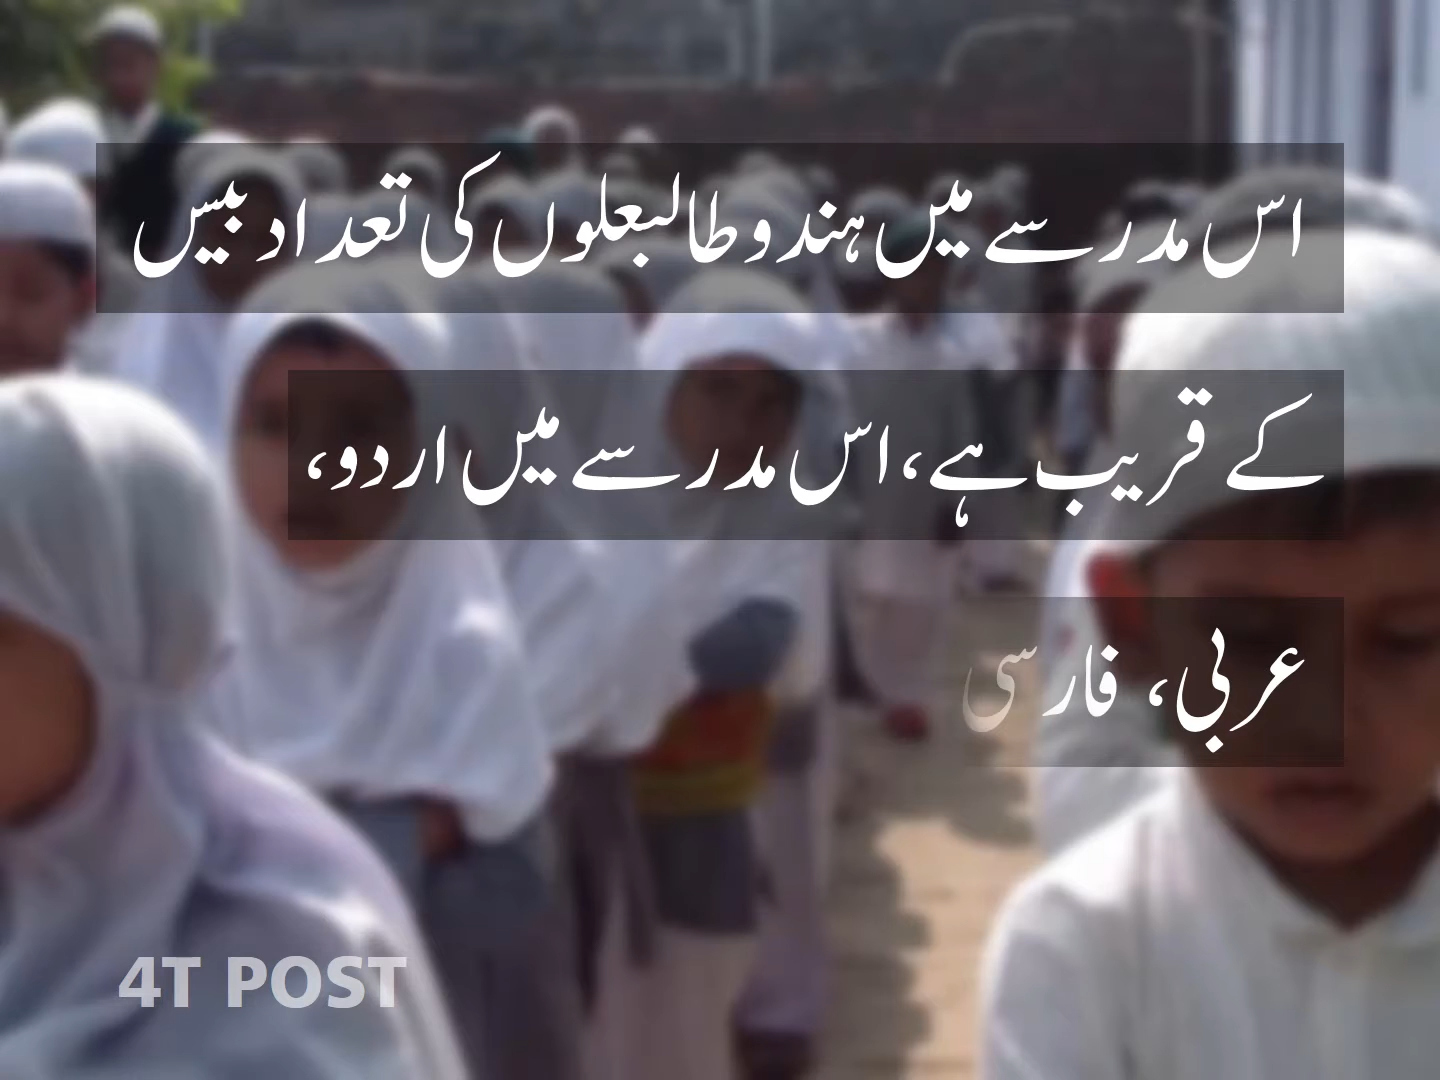 اس مدرسے میں ہندو طالبعلوں کی تعداد بیس
کے قریب ہے، اس مدرسے میں اردو،
عربی، فارسی
4T POST